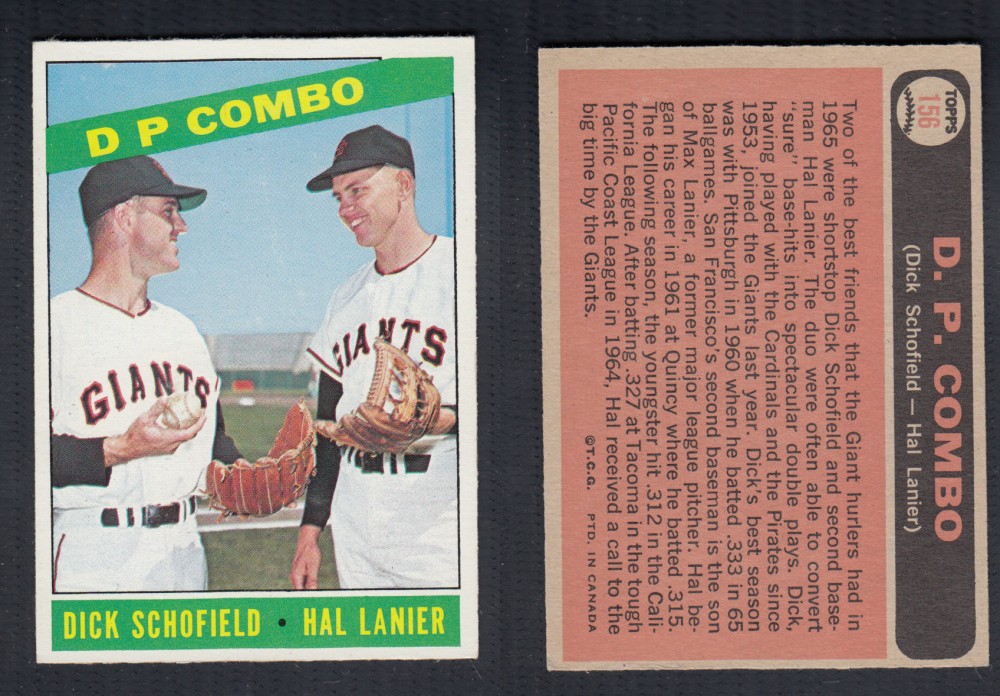 D P COMBO
GIANTS
GIANTS
DICK SCHOFIELD • HAL LANIER
TOPPS
156
D. P. COMBO
(Dick Schofield — Hal Lanier)
Two of the best friends that the Giant hurlers had in
1965 were shortstop Dick Schofield and second base-
man Hal Lanier. The duo were often able to convert
"sure" base-hits into spectacular double plays. Dick,
having played with the Cardinals and the Pirates since
1953, joined the Giants last year. Dick's best season
was with Pittsburgh in 1960 when he batted .333 in 65
ballgames. San Francisco's second baseman is the son
of Max Lanier, a former major league pitcher. Hal be-
gan his career in 1961 at Quincy where he batted .315.
The following season, the youngster hit .312 in the Cali-
fornia League. After batting .327 at Tacoma in the tough
Pacific Coast League in 1964, Hal received a call to the
big time by the Giants.
©T.C.G. PTD. IN CANADA